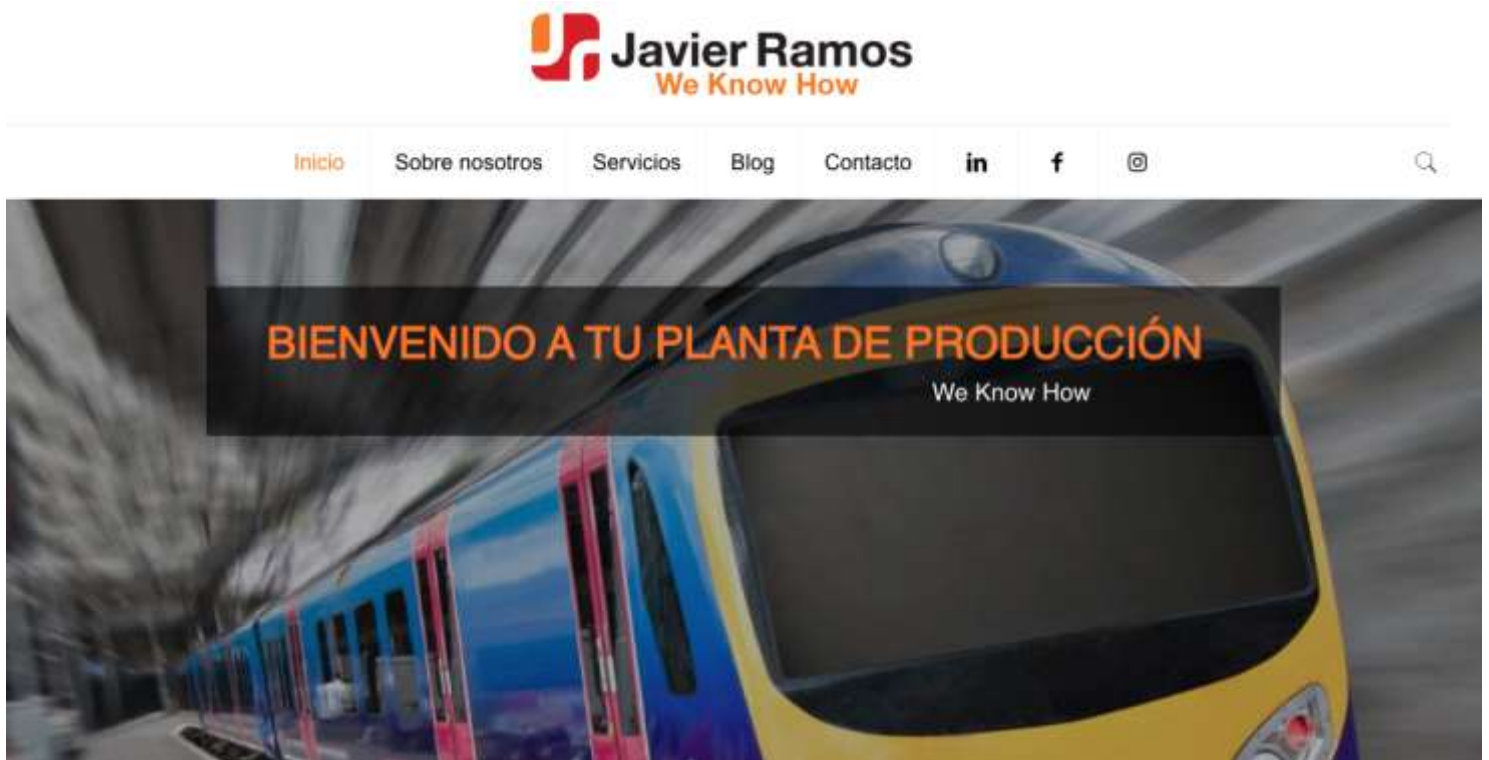 Javier Ramos
We Know How
Inicio Sobre nosotros Servicios Blog Contacto in f
BIENVENIDO A TU PLANTA DE PRODUCCIÓN
We Know How